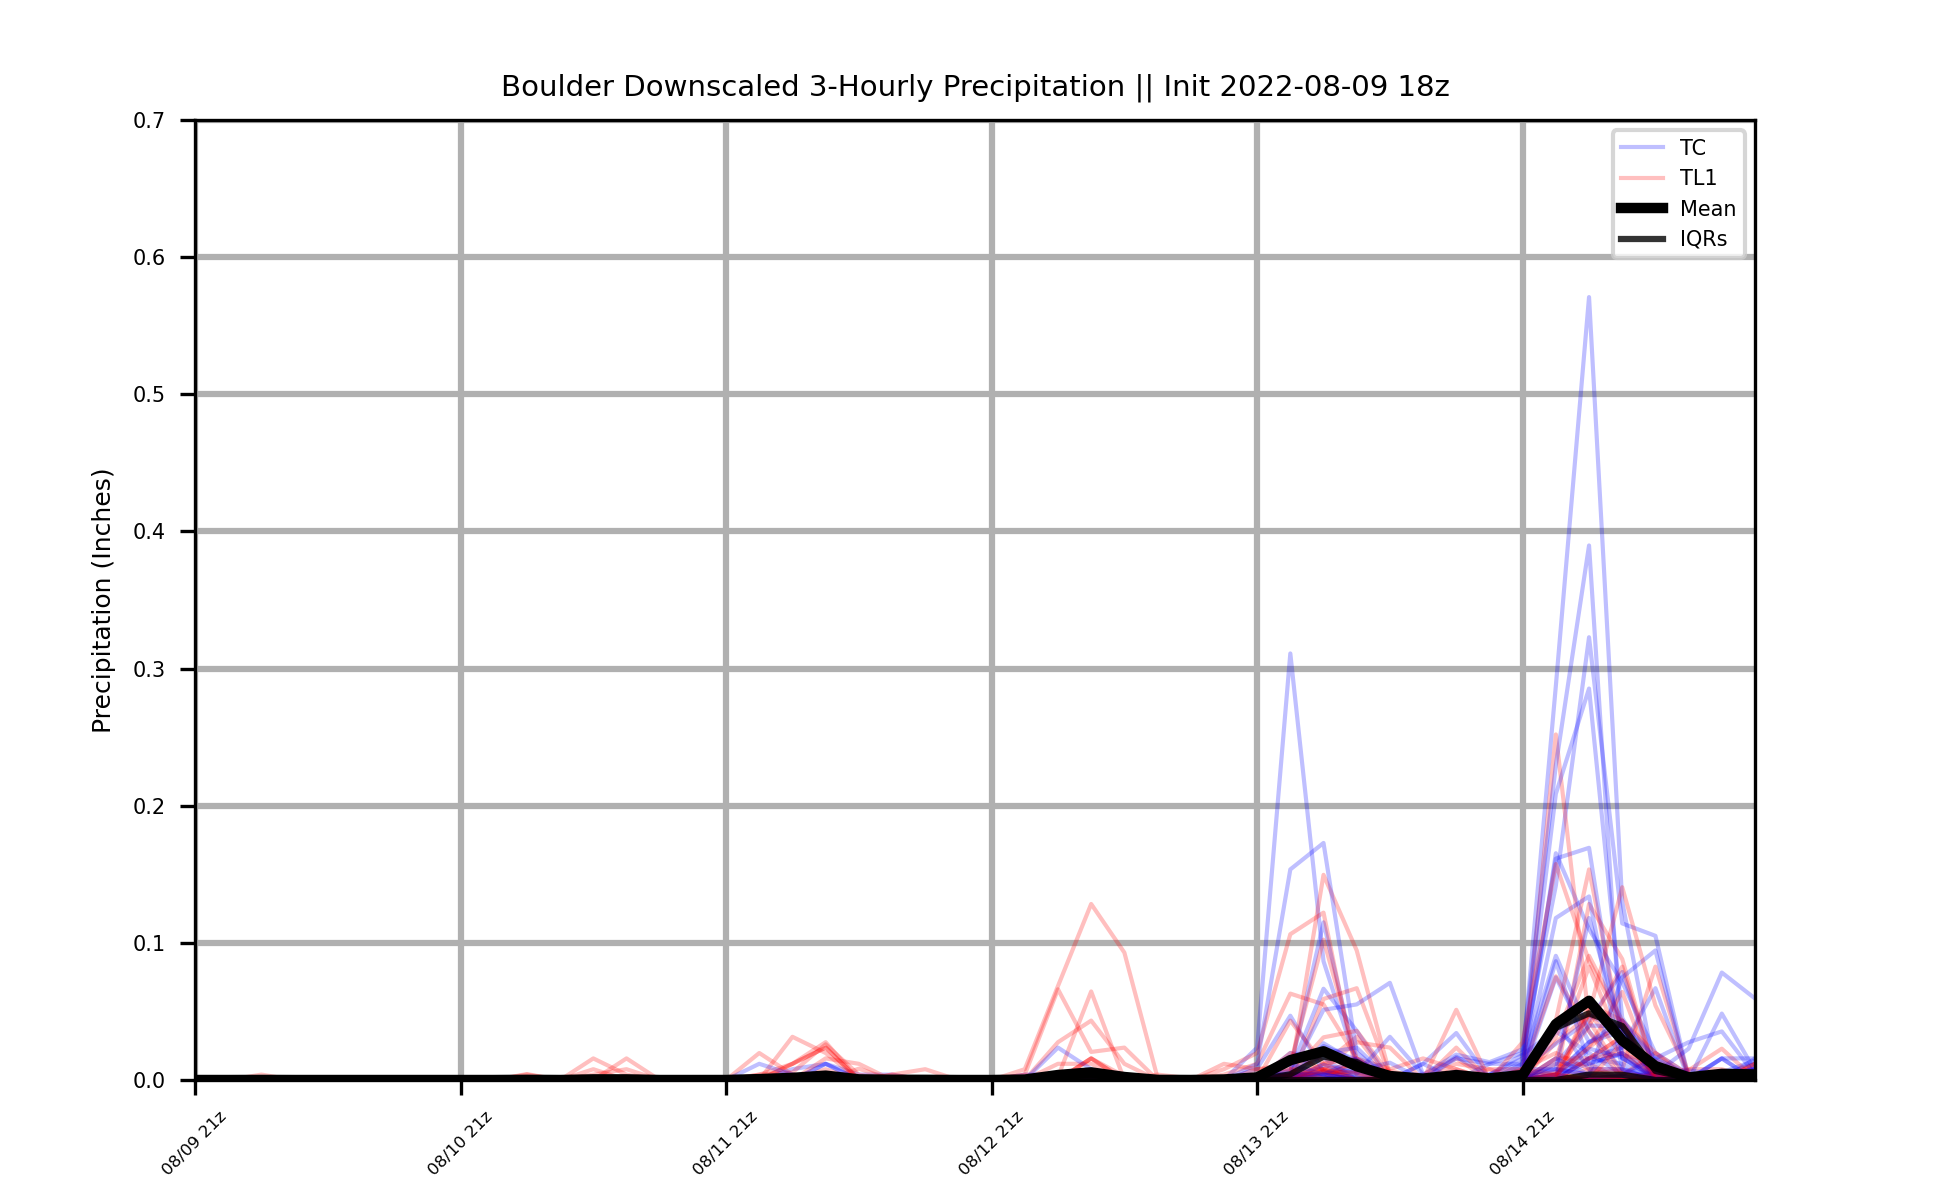 Boulder Downscaled 3-Hourly Precipitation || Init 2022-08-09 18z
Precipitation (Inches)
0.7
0.6
0.5
0.4
0.3
0.2
0.1
0.0
TC
TL1
Mean
IQRs
08/09 21z
08/10 21z
08/11 21z
08/12 21z
08/13 21z
08/14 21z